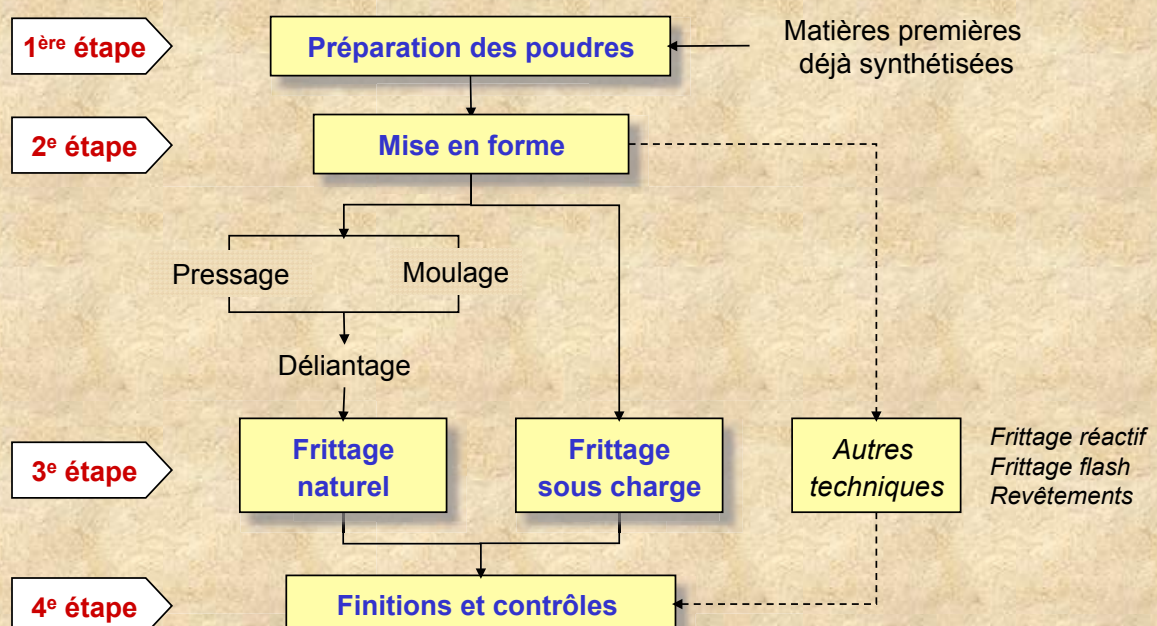 1ère étape
Préparation des poudres
Matières premières
déjà synthétisées
2e étape
Mise en forme
Pressage
Moulage
Déliantage
3e étape
Frittage
naturel
Frittage
sous charge
Autres
techniques
Frittage réactif
Frittage flash
Revêtements
4e étape
Finitions et contrôles